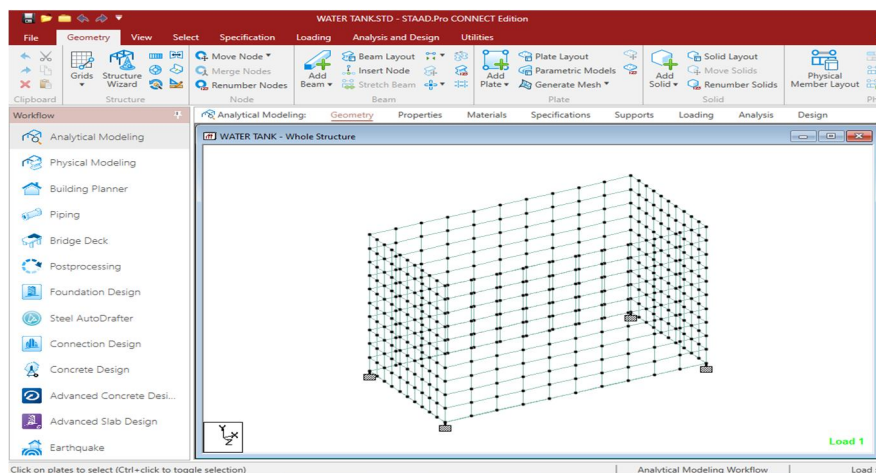 WATER TANK.STD - STAAD.Pro CONNECT Edition
File Geometry View Select Specification Loading Analysis and Design Utilities
Move Node Beam Layout Plate Layout Solid Layout
Merge Nodes Insert Node Parametric Models Move Solids
Grids Structure Wizard Renumber Nodes Add Beam Stretch Beam Add Plate Generate Mesh Add Solid Renumber Solids Physical Member Layout
Clipboard Structure Node Beam Plate Solid
Workflow Analytical Modeling: Geometry Properties Materials Specifications Supports Loading Analysis Design
WATER TANK - Whole Structure
Analytical Modeling
Physical Modeling
Building Planner
Piping
Bridge Deck
Postprocessing
Foundation Design
Steel AutoDrafter
Connection Design
Concrete Design
Advanced Concrete Desi...
Advanced Slab Design
Earthquake
Y
X
Z
Load 1
Click on plates to select (Ctrl+click to toggle selection) Analytical Modeling Workflow Load